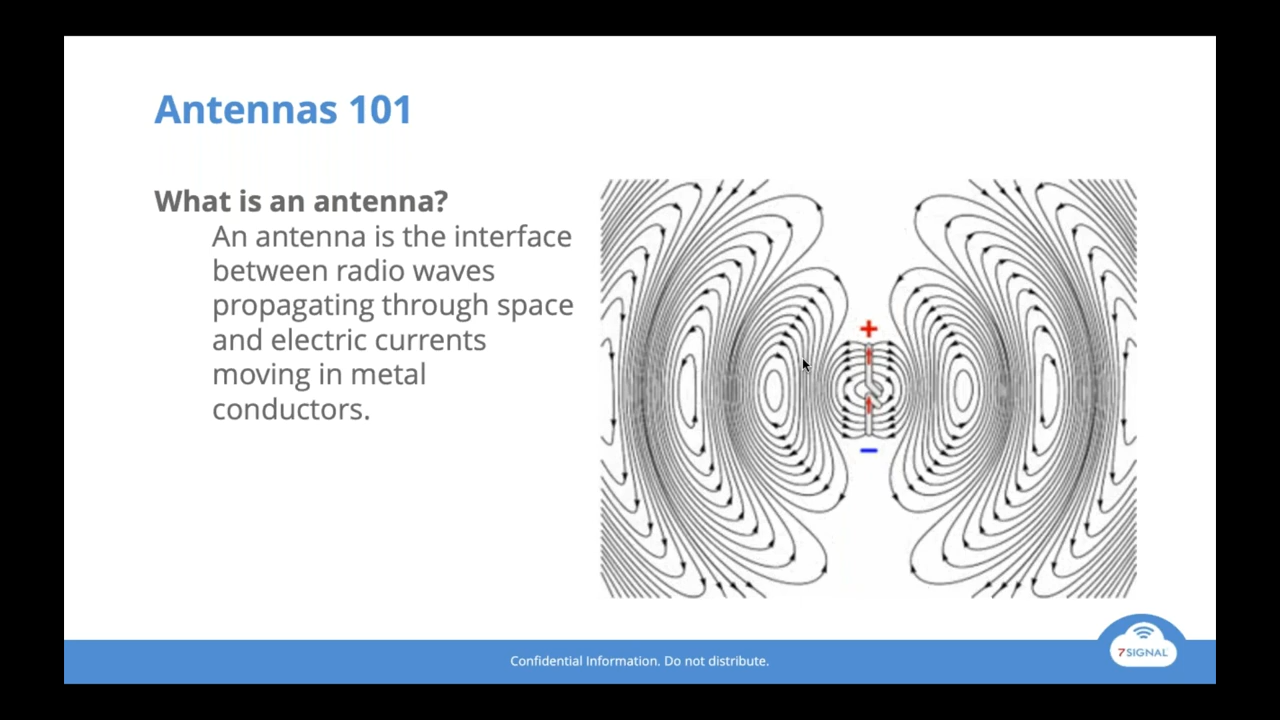 Antennas 101
What is an antenna?
An antenna is the interface
between radio waves
propagating through space
and electric currents
moving in metal
conductors.
+
−
Confidential Information. Do not distribute.
7SIGNAL